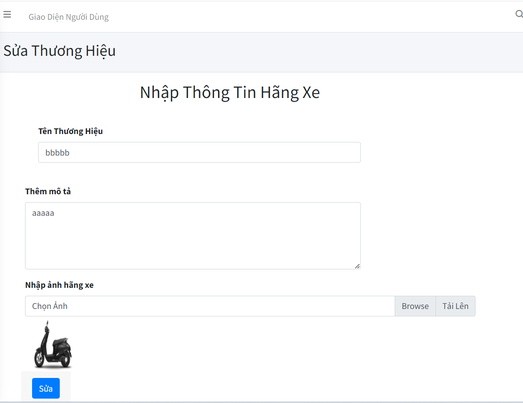 Giao Diện Người Dùng
Sửa Thương Hiệu
Nhập Thông Tin Hãng Xe
Tên Thương Hiệu
bbbbb
Thêm mô tả
aaaaa
Nhập ảnh hãng xe
Chọn Ảnh Browse Tải Lên
Sửa